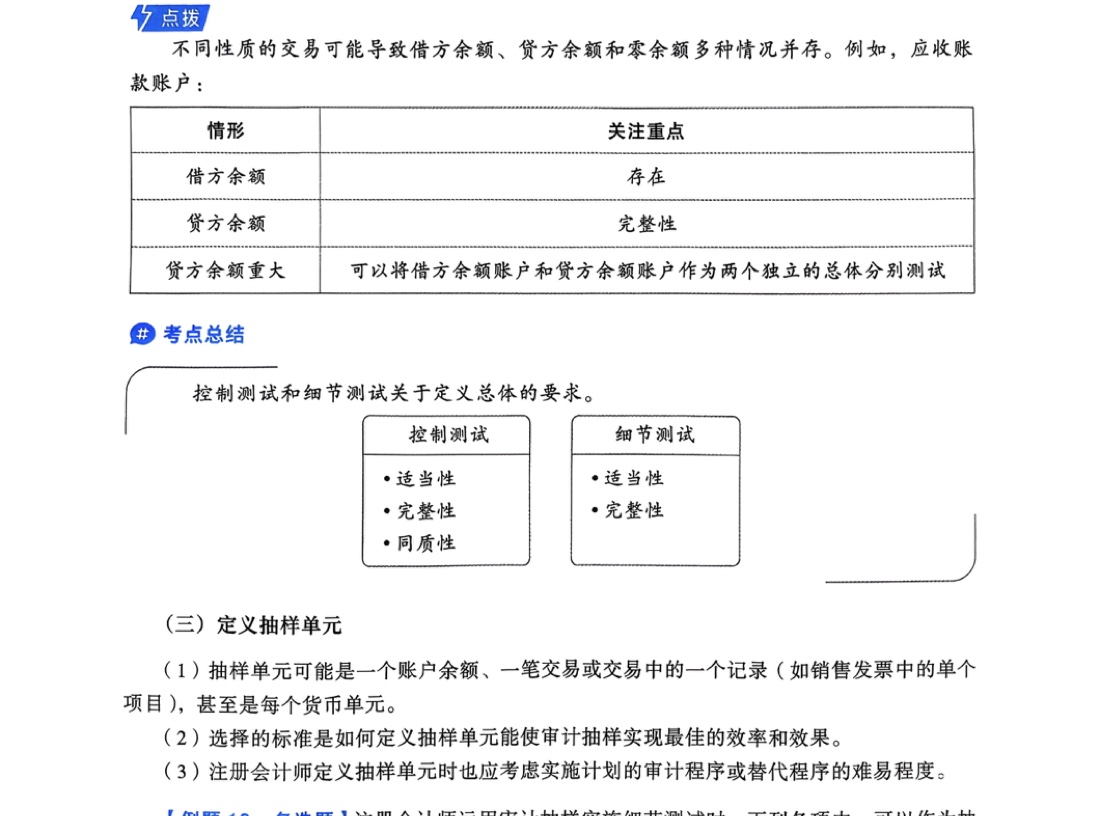 点拨
不同性质的交易可能导致借方余额、贷方余额和零余额多种情况并存。例如，应收账
款账户：
情形 关注重点
借方余额 存在
贷方余额 完整性
贷方余额重大 可以将借方余额账户和贷方余额账户作为两个独立的总体分别测试
# 考点总结
控制测试和细节测试关于定义总体的要求。
控制测试 细节测试
•适当性 •适当性
•完整性 •完整性
•同质性
（三）定义抽样单元
（1）抽样单元可能是一个账户余额、一笔交易或交易中的一个记录（如销售发票中的单个
项目），甚至是每个货币单元。
（2）选择的标准是如何定义抽样单元能使审计抽样实现最佳的效率和效果。
（3）注册会计师定义抽样单元时也应考虑实施计划的审计程序或替代程序的难易程度。